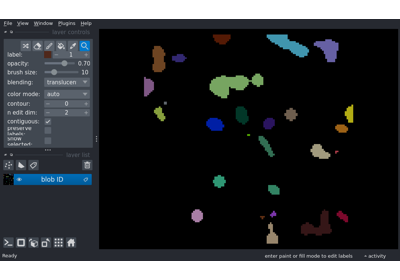 File View Window Plugins Help
layer controls
label: 1
opacity: 0.70
brush size: 10
blending: translucen
color mode: auto
contour: 0
n edit dim: 2
contiguous:
preserve labels:
show selected:
layer list
blob ID
Ready
enter paint or fill mode to edit labels
activity